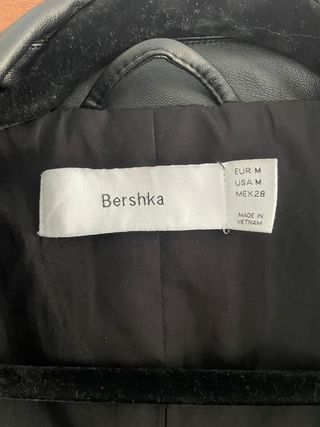 Bershka
EUR M
USA M
MEX 28
MADE IN
VIETNAM